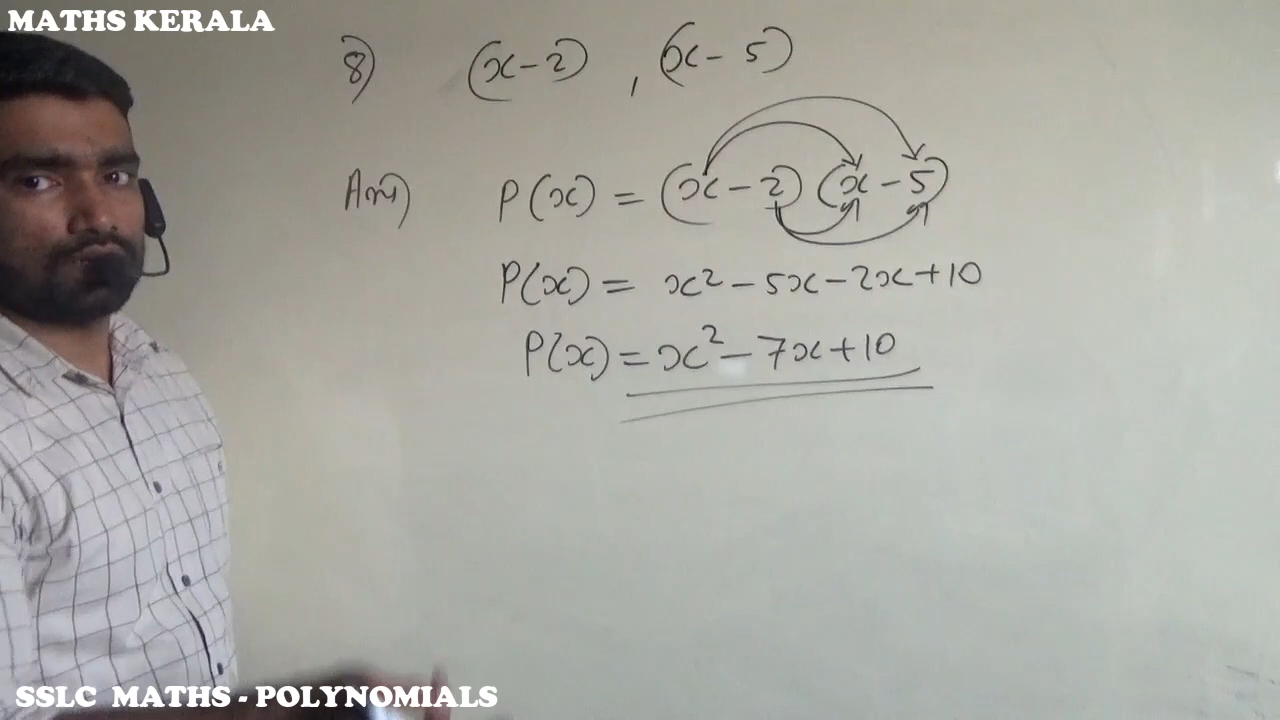 MATHS KERALA
8) (x-2) , (x-5)
Ans) P(x) = (x-2) (x-5)
P(x) = x² - 5x - 2x + 10
P(x) = x² - 7x + 10
SSLC MATHS - POLYNOMIALS